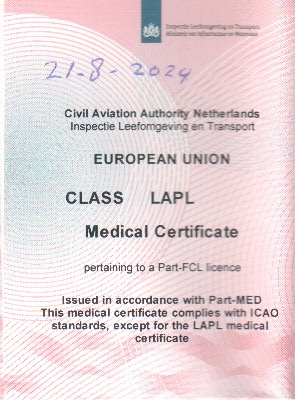 Inspectie Leefomgeving en Transport
Ministerie van Infrastructuur en Waterstaat
21-8-2024
Civil Aviation Authority Netherlands
Inspectie Leefomgeving en Transport
EUROPEAN UNION
CLASS LAPL
Medical Certificate
pertaining to a Part-FCL licence
Issued in accordance with Part-MED
This medical certificate complies with ICAO
standards, except for the LAPL medical
certificate